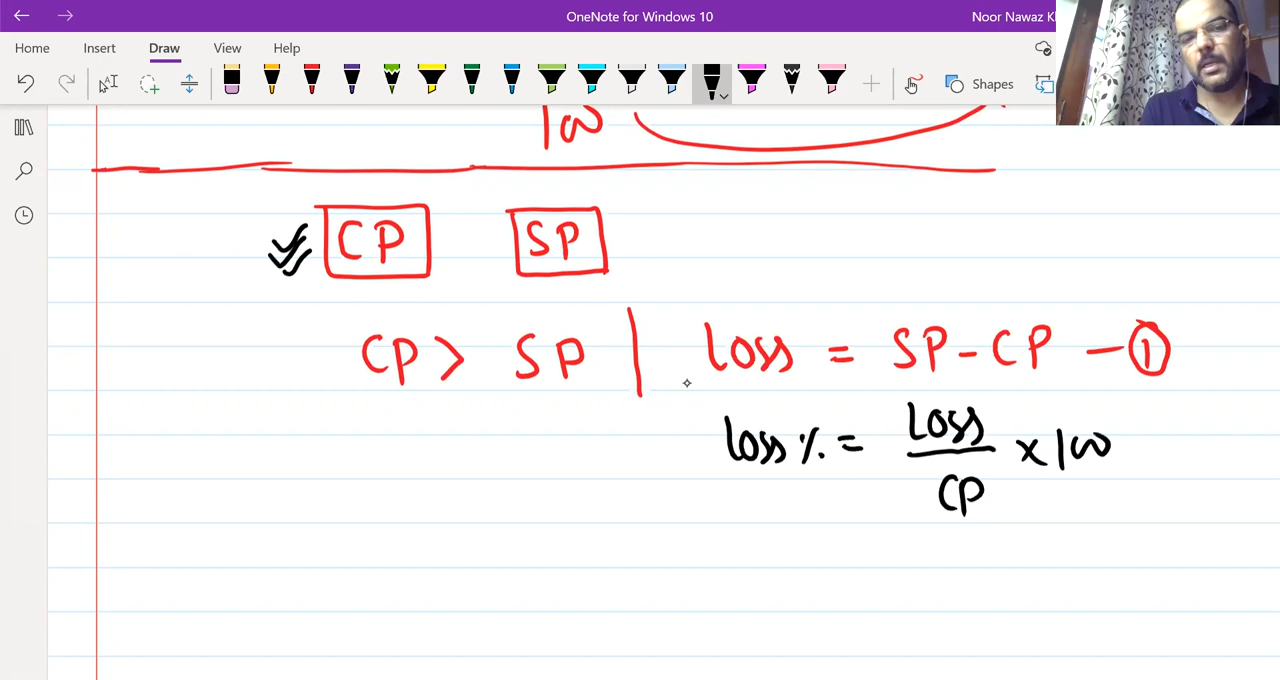 OneNote for Windows 10
Noor Nawaz Kh
Home Insert Draw View Help
Shapes
100
CP SP
CP > SP | loss = SP - CP - ①
loss % = Loss / CP × 100